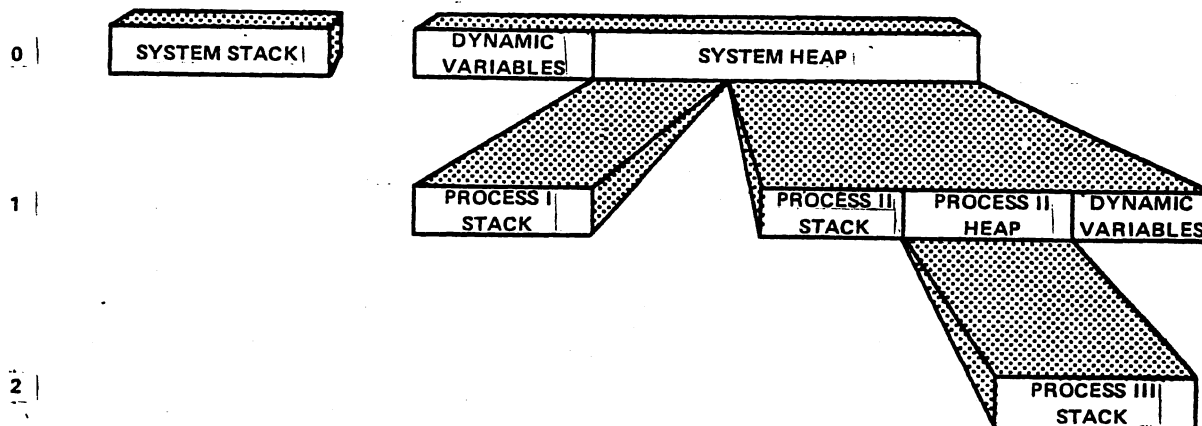 0
SYSTEM STACK
DYNAMIC
VARIABLES
SYSTEM HEAP
1
PROCESS I
STACK
PROCESS II
STACK
PROCESS II
HEAP
DYNAMIC
VARIABLES
2
PROCESS III
STACK